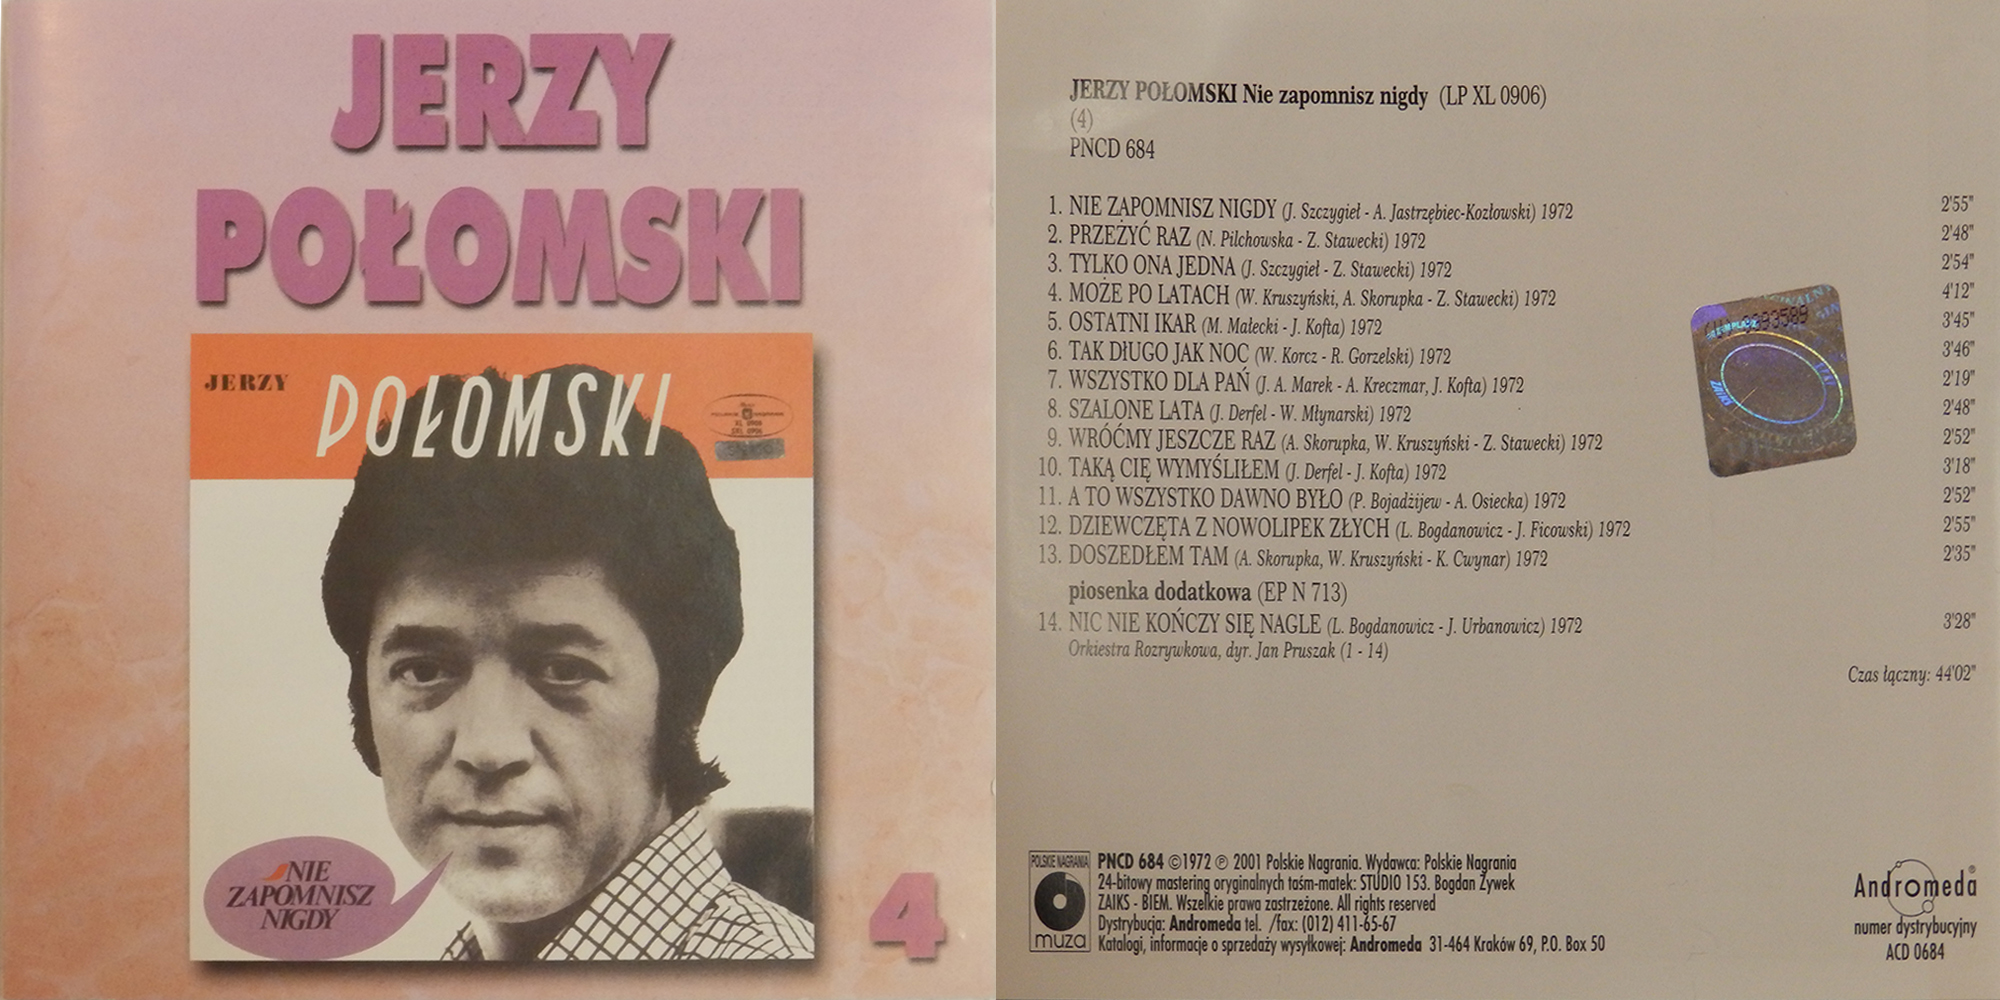 JERZY
POŁOMSKI
JERZY
POŁOMSKI
XL 0906
SXL 0906
NIE
ZAPOMNISZ
NIGDY
4
JERZY POŁOMSKI Nie zapomnisz nigdy (LP XL 0906)
(4)
PNCD 684
1. NIE ZAPOMNISZ NIGDY (J. Szczygieł - A. Jastrzębiec-Kozłowski) 1972 2'55"
2. PRZEŻYĆ RAZ (N. Pilchowska - Z. Stawecki) 1972 2'48"
3. TYLKO ONA JEDNA (J. Szczygieł - Z. Stawecki) 1972 2'54"
4. MOŻE PO LATACH (W. Kruszyński, A. Skorupka - Z. Stawecki) 1972 4'12"
5. OSTATNI IKAR (M. Małecki - J. Kofta) 1972 3'45"
6. TAK DŁUGO JAK NOC (W. Korcz - R. Gorzelski) 1972 3'46"
7. WSZYSTKO DLA PAŃ (J. A. Marek - A. Kreczmar, J. Kofta) 1972 2'19"
8. SZALONE LATA (J. Derfel - W. Młynarski) 1972 2'48"
9. WRÓĆMY JESZCZE RAZ (A. Skorupka, W. Kruszyński - Z. Stawecki) 1972 2'52"
10. TAKĄ CIĘ WYMYŚLIŁEM (J. Derfel - J. Kofta) 1972 3'18"
11. A TO WSZYSTKO DAWNO BYŁO (P. Bojadżijew - A. Osiecka) 1972 2'52"
12. DZIEWCZĘTA Z NOWOLIPEK ZŁYCH (L. Bogdanowicz - J. Ficowski) 1972 2'55"
13. DOSZEDŁEM TAM (A. Skorupka, W. Kruszyński - K. Cwynar) 1972 2'35"
piosenka dodatkowa (EP N 713)
14. NIC NIE KOŃCZY SIĘ NAGLE (L. Bogdanowicz - J. Urbanowicz) 1972 3'28"
Orkiestra Rozrywkowa, dyr. Jan Pruszak (1 - 14)
Czas łączny: 44'02"
ZAIKS
POLSKIE NAGRANIA
muza
PNCD 684 ©1972 ℗ 2001 Polskie Nagrania. Wydawca: Polskie Nagrania
24-bitowy mastering oryginalnych taśm-matek: STUDIO 153. Bogdan Żywek
ZAIKS - BIEM. Wszelkie prawa zastrzeżone. All rights reserved
Dystrybucja: Andromeda tel. /fax: (012) 411-65-67
Katalogi, informacje o sprzedaży wysyłkowej: Andromeda 31-464 Kraków 69, P.O. Box 50
Andromeda®
numer dystrybucyjny
ACD 0684